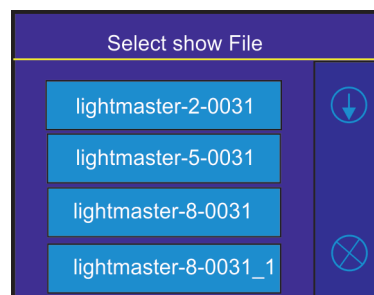 Select show File
lightmaster-2-0031
lightmaster-5-0031
lightmaster-8-0031
lightmaster-8-0031_1